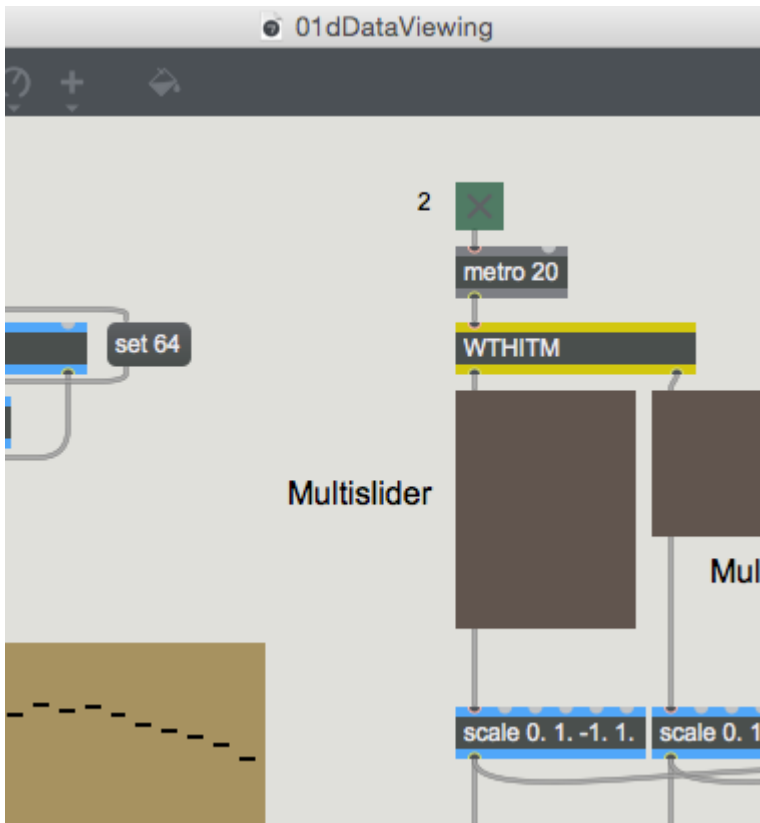 01dDataViewing
2
metro 20
set 64
WTHITM
Multislider
Mul
scale 0. 1. -1. 1.
scale 0. 1